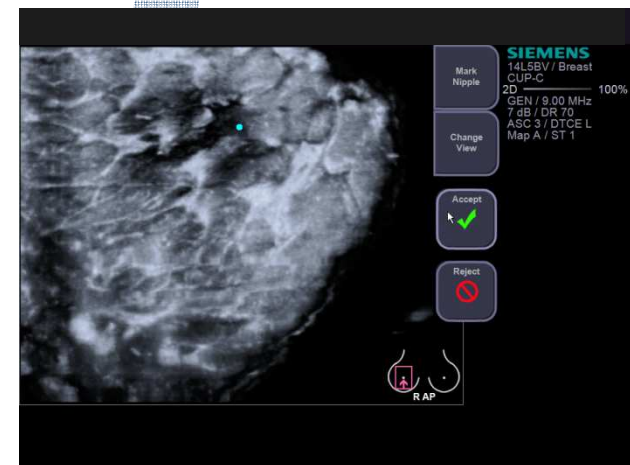 Mark
Nipple
Change
View
Accept
Reject
SIEMENS
14L5BV / Breast
CUP-C
2D 100%
GEN / 9.00 MHz
7 dB / DR 70
ASC 3 / DTCE L
Map A / ST 1
R AP